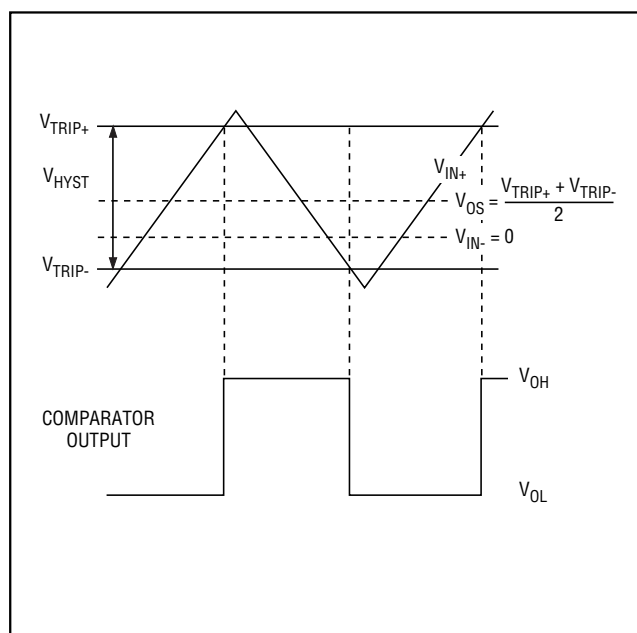 V_TRIP+
V_HYST
V_IN+
V_OS = (V_TRIP+ + V_TRIP-) / 2
V_IN- = 0
V_TRIP-
V_OH
COMPARATOR
OUTPUT
V_OL